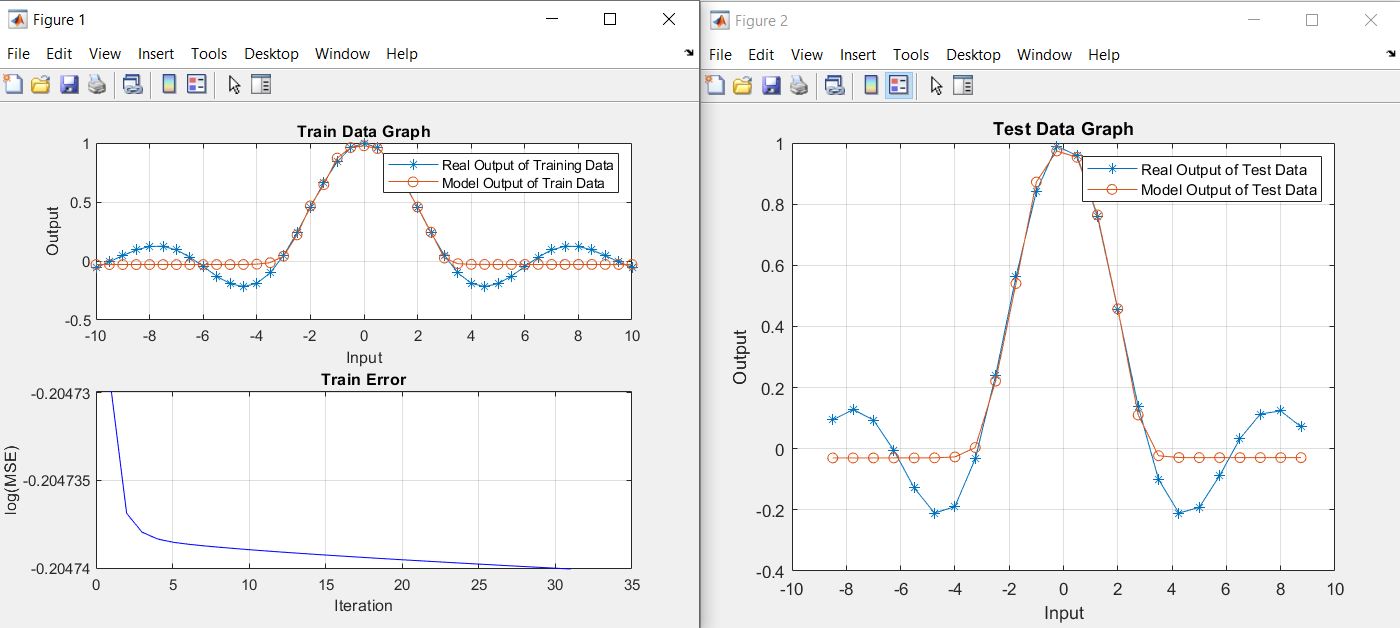 Figure 1
File Edit View Insert Tools Desktop Window Help
Train Data Graph
Real Output of Training Data
Model Output of Train Data
1
0.5
0
-0.5
Output
-10 -8 -6 -4 -2 0 2 4 6 8 10
Input
Train Error
-0.20473
-0.204735
-0.20474
log(MSE)
0 5 10 15 20 25 30 35
Iteration
Figure 2
File Edit View Insert Tools Desktop Window Help
Test Data Graph
Real Output of Test Data
Model Output of Test Data
1
0.8
0.6
0.4
0.2
0
-0.2
-0.4
Output
-10 -8 -6 -4 -2 0 2 4 6 8 10
Input